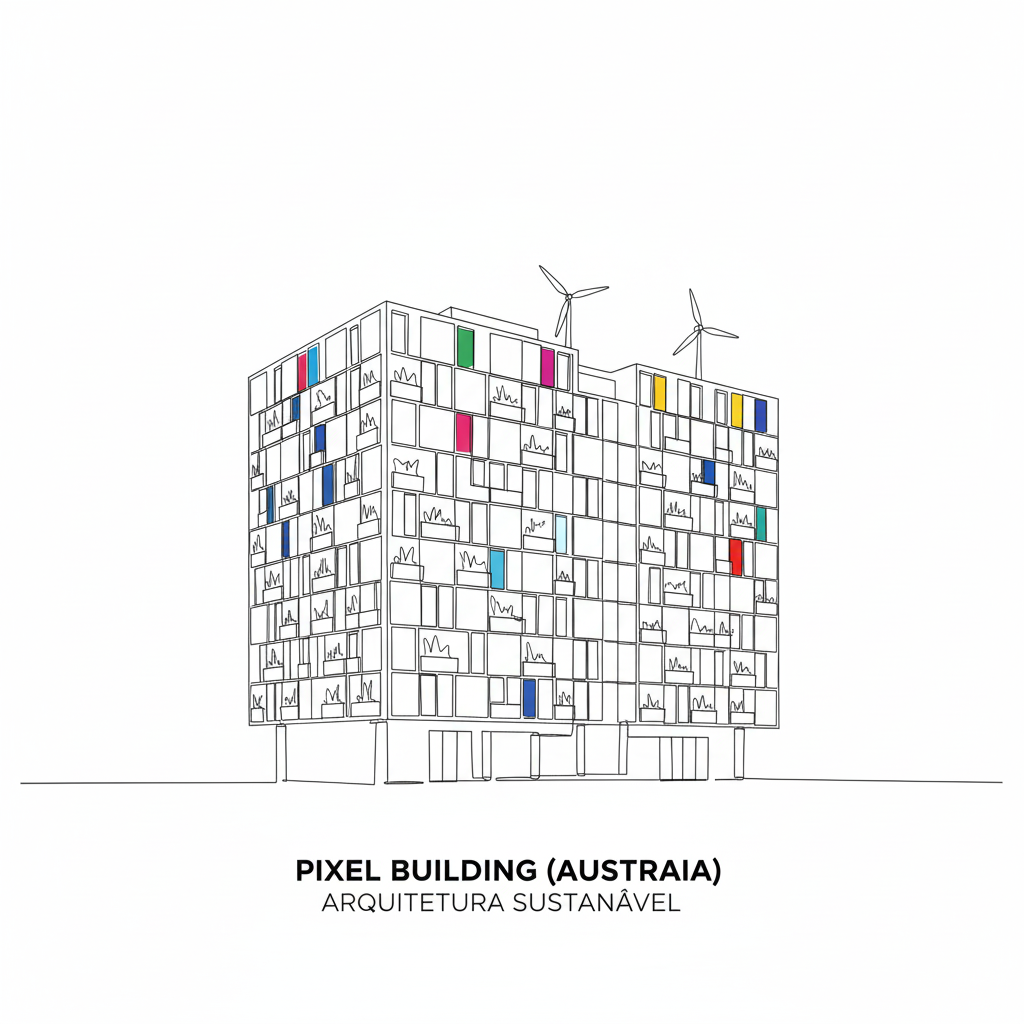 PIXEL BUILDING (AUSTRAIA)
ARQUITETURA SUSTANÂVEL